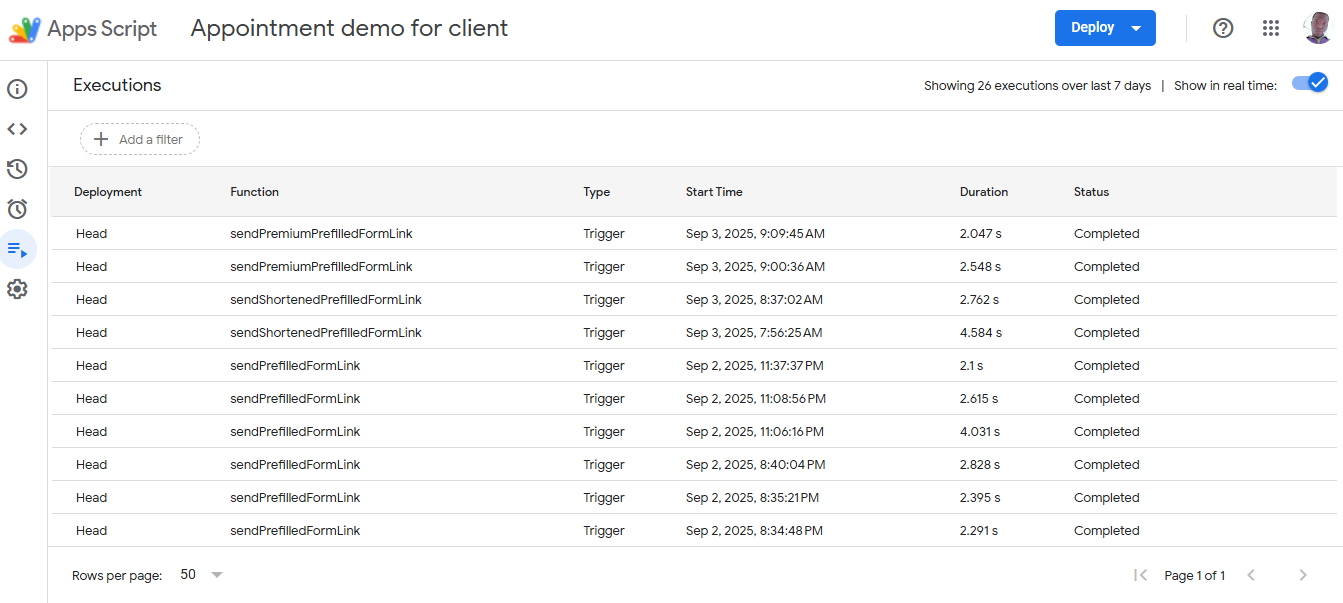 Apps Script Appointment demo for client Deploy
Executions Showing 26 executions over last 7 days | Show in real time:
Add a filter
Deployment Function Type Start Time Duration Status
Head sendPremiumPrefilledFormLink Trigger Sep 3, 2025, 9:09:45 AM 2.047 s Completed
Head sendPremiumPrefilledFormLink Trigger Sep 3, 2025, 9:00:36 AM 2.548 s Completed
Head sendShortenedPrefilledFormLink Trigger Sep 3, 2025, 8:37:02 AM 2.762 s Completed
Head sendShortenedPrefilledFormLink Trigger Sep 3, 2025, 7:56:25 AM 4.584 s Completed
Head sendPrefilledFormLink Trigger Sep 2, 2025, 11:37:37 PM 2.1 s Completed
Head sendPrefilledFormLink Trigger Sep 2, 2025, 11:08:56 PM 2.615 s Completed
Head sendPrefilledFormLink Trigger Sep 2, 2025, 11:06:16 PM 4.031 s Completed
Head sendPrefilledFormLink Trigger Sep 2, 2025, 8:40:04 PM 2.828 s Completed
Head sendPrefilledFormLink Trigger Sep 2, 2025, 8:35:21 PM 2.395 s Completed
Head sendPrefilledFormLink Trigger Sep 2, 2025, 8:34:48 PM 2.291 s Completed
Rows per page: 50 Page 1 of 1